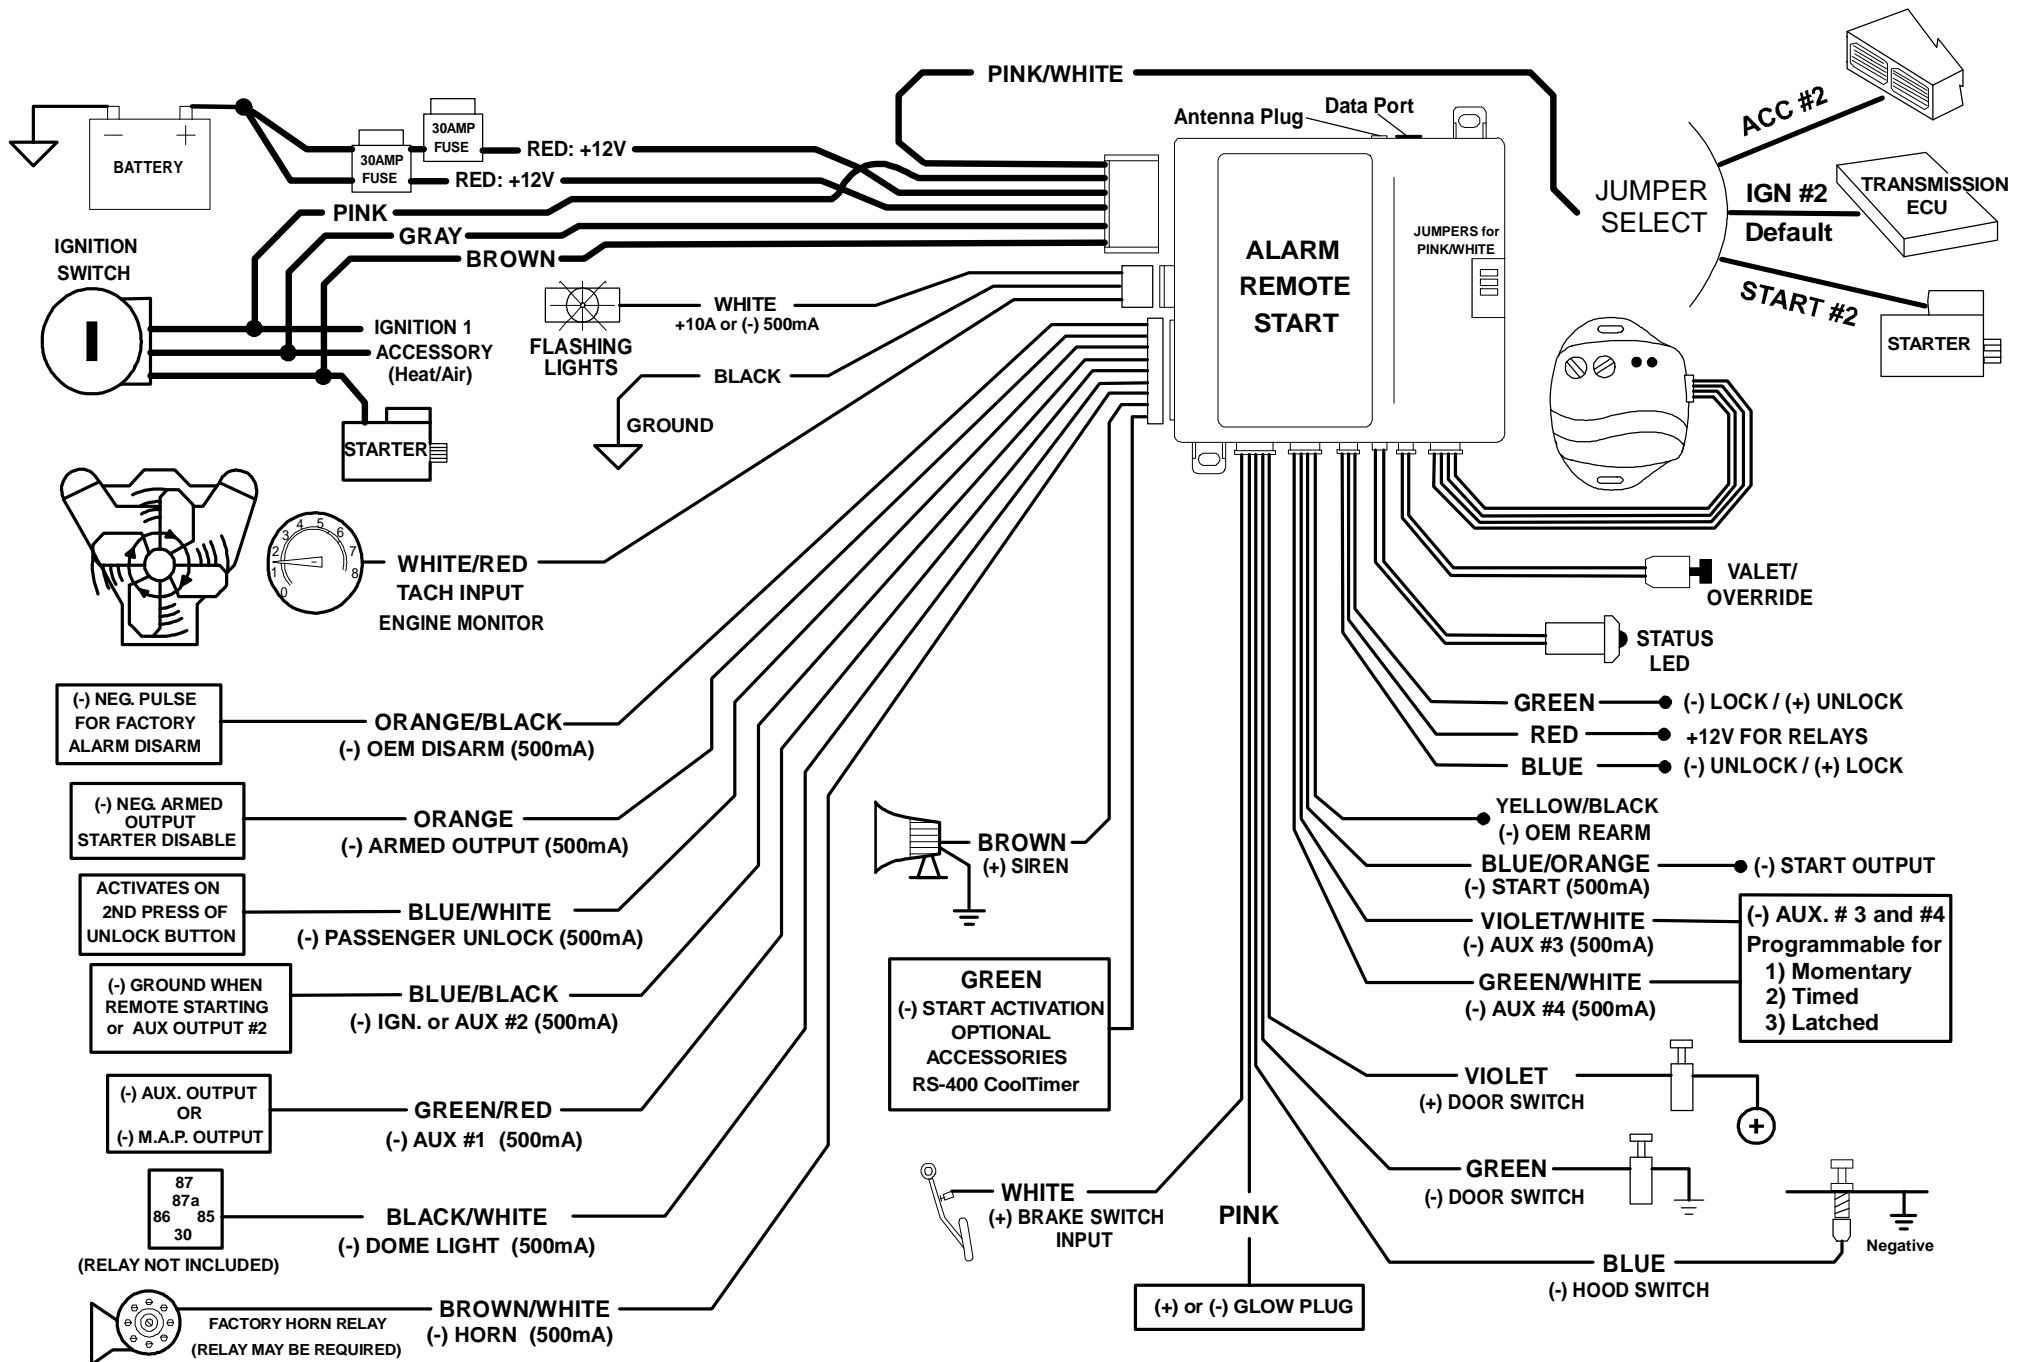 PINK/WHITE
Antenna Plug
Data Port
ACC #2
30AMP
FUSE
RED: +12V
30AMP
FUSE
RED: +12V
BATTERY
PINK
GRAY
BROWN
IGNITION
SWITCH
IGNITION 1
ACCESSORY
(Heat/Air)
STARTER
WHITE
+10A or (-) 500mA
FLASHING
LIGHTS
BLACK
GROUND
ALARM
REMOTE
START
JUMPERS for
PINK/WHITE
JUMPER
SELECT
IGN #2
Default
TRANSMISSION
ECU
START #2
STARTER
0
1
2
3
4
5
6
7
8
WHITE/RED
TACH INPUT
ENGINE MONITOR
VALET/
OVERRIDE
STATUS
LED
(-) NEG. PULSE
FOR FACTORY
ALARM DISARM
ORANGE/BLACK
(-) OEM DISARM (500mA)
(-) NEG. ARMED
OUTPUT
STARTER DISABLE
ORANGE
(-) ARMED OUTPUT (500mA)
ACTIVATES ON
2ND PRESS OF
UNLOCK BUTTON
BLUE/WHITE
(-) PASSENGER UNLOCK (500mA)
(-) GROUND WHEN
REMOTE STARTING
or AUX OUTPUT #2
BLUE/BLACK
(-) IGN. or AUX #2 (500mA)
(-) AUX. OUTPUT
OR
(-) M.A.P. OUTPUT
GREEN/RED
(-) AUX #1 (500mA)
87
87a
86 85
30
(RELAY NOT INCLUDED)
BLACK/WHITE
(-) DOME LIGHT (500mA)
FACTORY HORN RELAY
(RELAY MAY BE REQUIRED)
BROWN/WHITE
(-) HORN (500mA)
BROWN
(+) SIREN
GREEN
(-) START ACTIVATION
OPTIONAL
ACCESSORIES
RS-400 CoolTimer
WHITE
(+) BRAKE SWITCH
INPUT
PINK
(+) or (-) GLOW PLUG
GREEN
(-) LOCK / (+) UNLOCK
RED
+12V FOR RELAYS
BLUE
(-) UNLOCK / (+) LOCK
YELLOW/BLACK
(-) OEM REARM
BLUE/ORANGE
(-) START (500mA)
(-) START OUTPUT
VIOLET/WHITE
(-) AUX #3 (500mA)
GREEN/WHITE
(-) AUX #4 (500mA)
(-) AUX. # 3 and #4
Programmable for
1) Momentary
2) Timed
3) Latched
VIOLET
(+) DOOR SWITCH
GREEN
(-) DOOR SWITCH
BLUE
(-) HOOD SWITCH
Negative